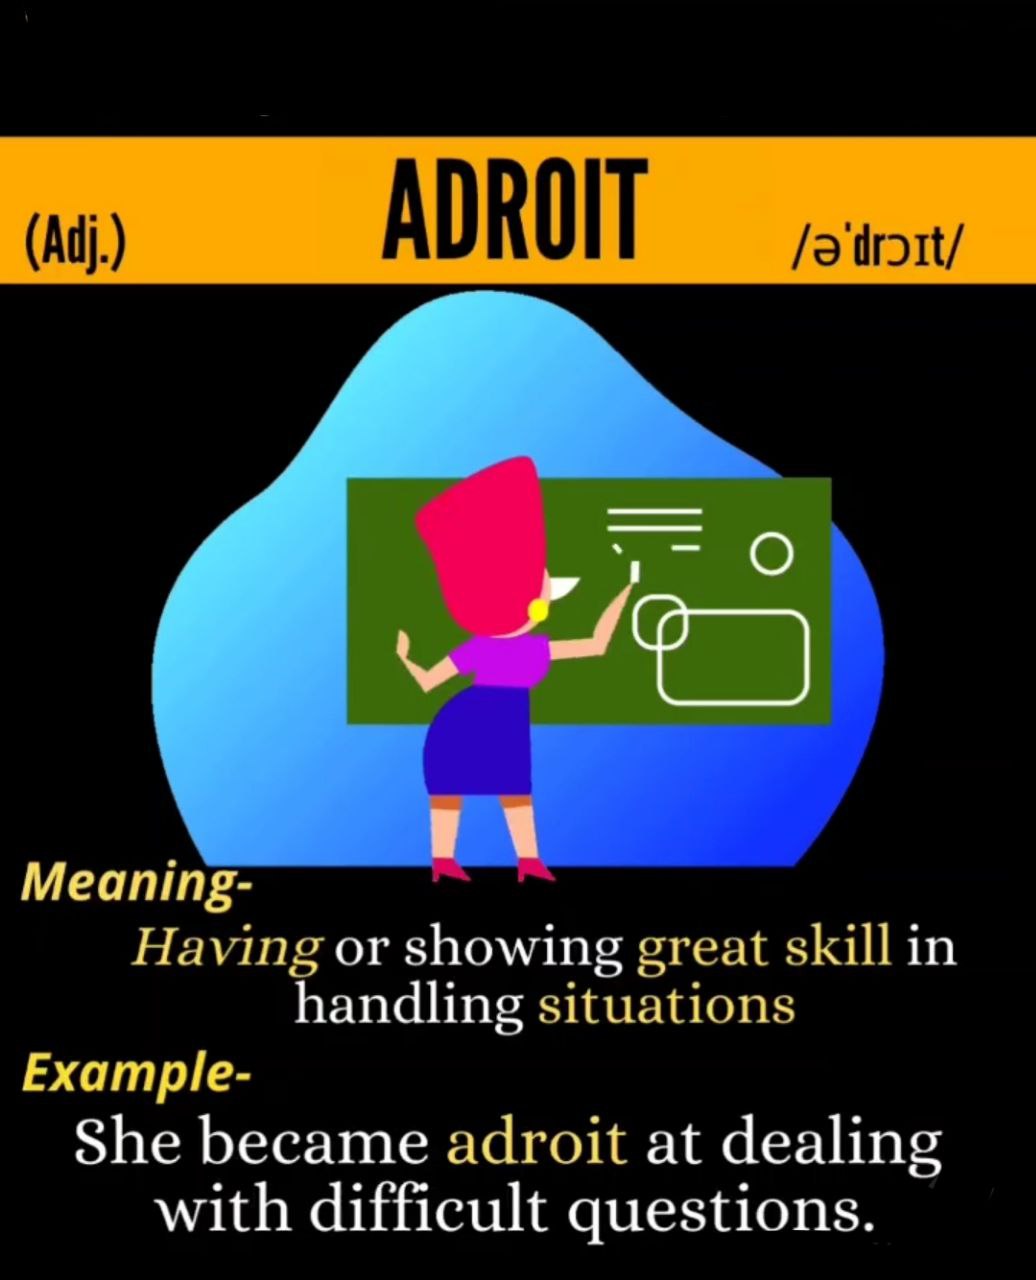 (Adj.) ADROIT /əˈdrɔɪt/
Meaning-
Having or showing great skill in
handling situations
Example-
She became adroit at dealing
with difficult questions.